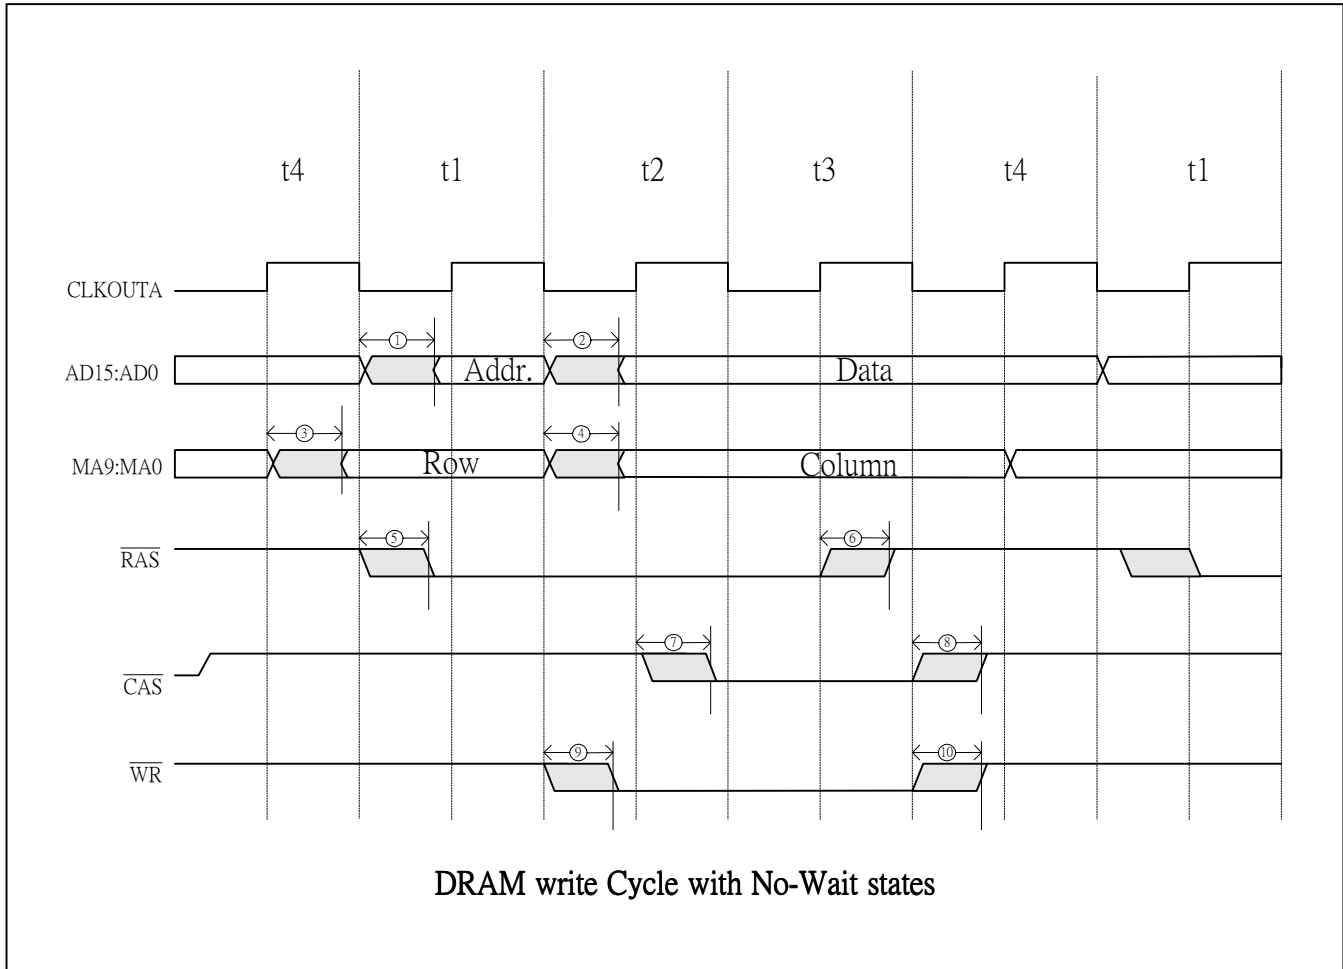 t4 t1 t2 t3 t4 t1
CLKOUTA
① ②
AD15:AD0 Addr. Data
③ ④
MA9:MA0 Row Column
⑤ ⑥
RAS
⑦ ⑧
CAS
⑨ ⑩
WR
DRAM write Cycle with No-Wait states